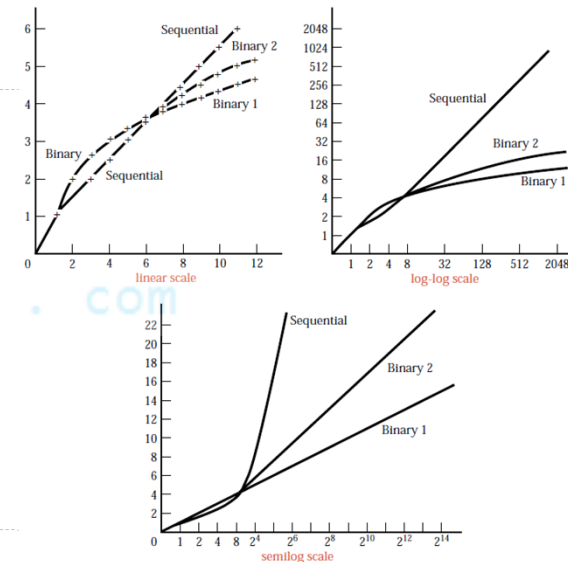 Sequential
Binary 2
Binary 1
Binary
Sequential
6
5
4
3
2
1
0 2 4 6 8 10 12
linear scale
2048
1024
512
256
128
64
32
16
8
4
2
1
Sequential
Binary 2
Binary 1
1 2 4 8 32 128 512 2048
log-log scale
. com
22
20
18
16
14
12
10
8
6
4
2
Sequential
Binary 2
Binary 1
0 1 2 4 8 2⁴ 2⁶ 2⁸ 2¹⁰ 2¹² 2¹⁴
semilog scale